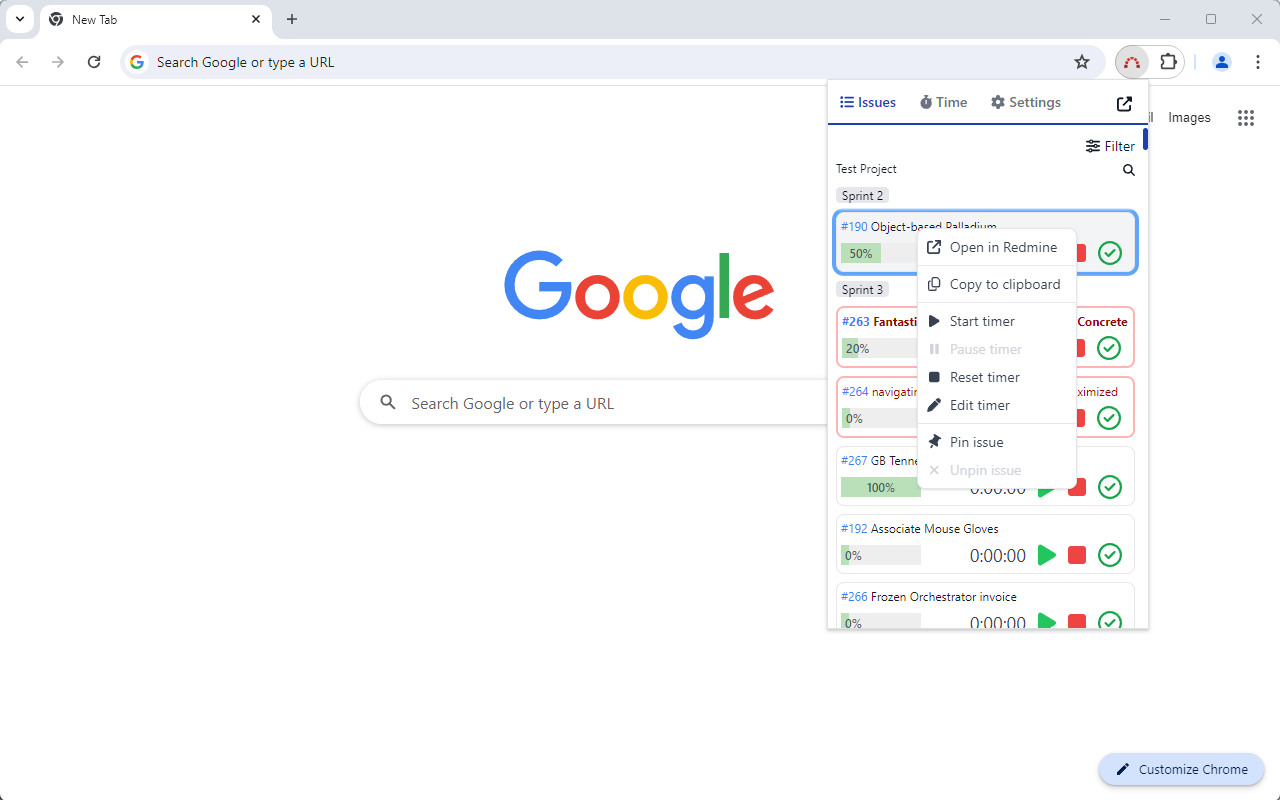 New Tab
Search Google or type a URL
Issues
Time
Settings
Images
Filter
Test Project
Sprint 2
#190 Object-based Palladium
50%
Open in Redmine
Copy to clipboard
Start timer
Pause timer
Reset timer
Edit timer
Pin issue
Unpin issue
Sprint 3
#263 Concrete
20%
#264
0%
#267 GB
100%
0:00:00
#192 Associate Mouse Gloves
0%
0:00:00
#266 Frozen Orchestrator invoice
0%
0:00:00
Google
Search Google or type a URL
Customize Chrome